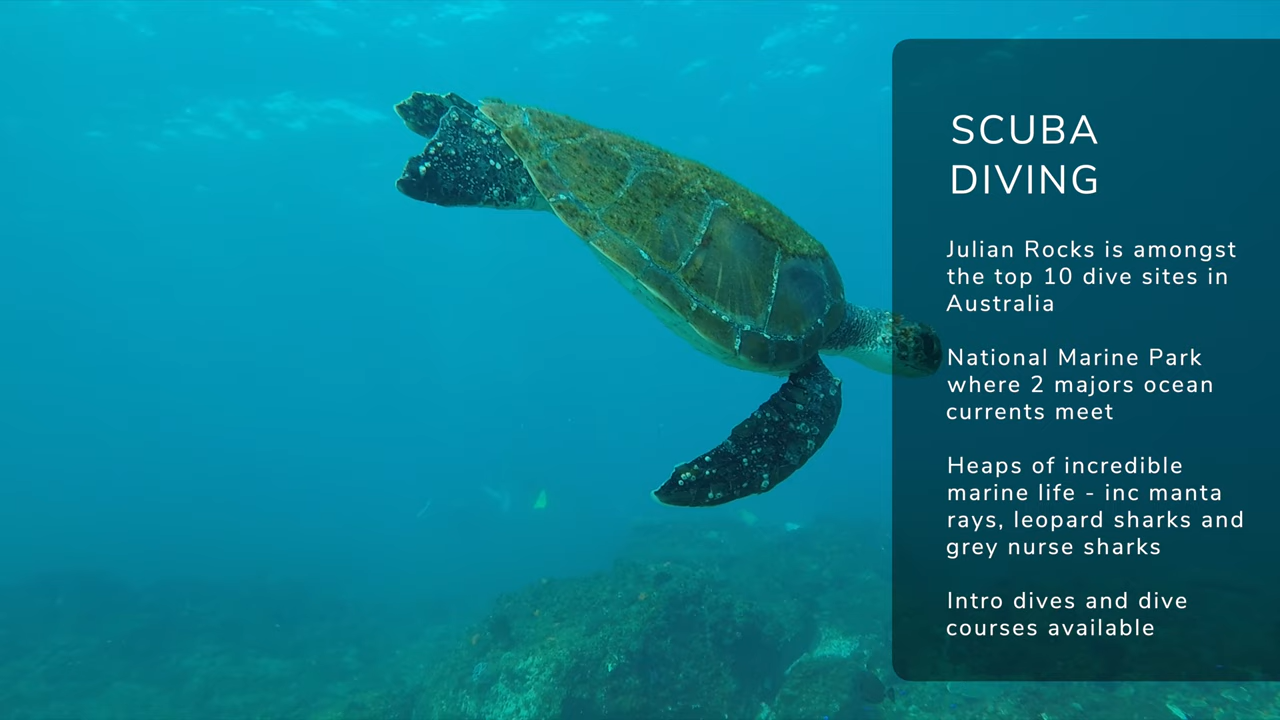 SCUBA
DIVING
Julian Rocks is amongst
the top 10 dive sites in
Australia
National Marine Park
where 2 majors ocean
currents meet
Heaps of incredible
marine life - inc manta
rays, leopard sharks and
grey nurse sharks
Intro dives and dive
courses available